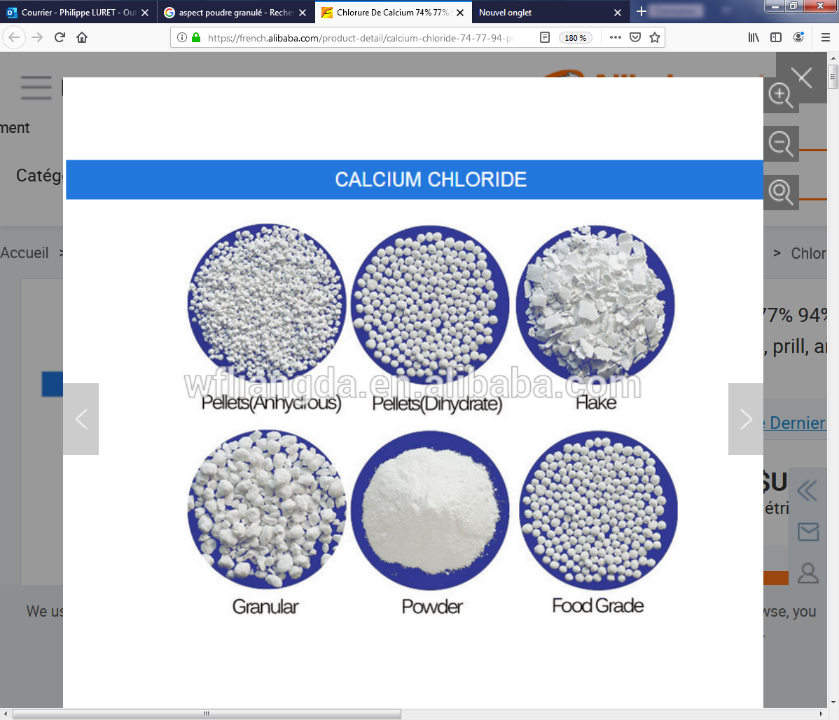 Courrier - Philippe LURET - Ou
aspect poudre granulé - Reche
Chlorure De Calcium 74% 77%
Nouvel onglet
https://french.alibaba.com/product-detail/calcium-chloride-74-77-94-p
180 %
ment
Catég
CALCIUM CHLORIDE
Accueil >
> Chlor
77% 94%
, prill, a
wfliangda.en.alibaba.com
Pellets(Anhydrous) Pellets(Dihydrate) Flake
Dernier
$U
étri
Granular Powder Food Grade
We us
wse, you